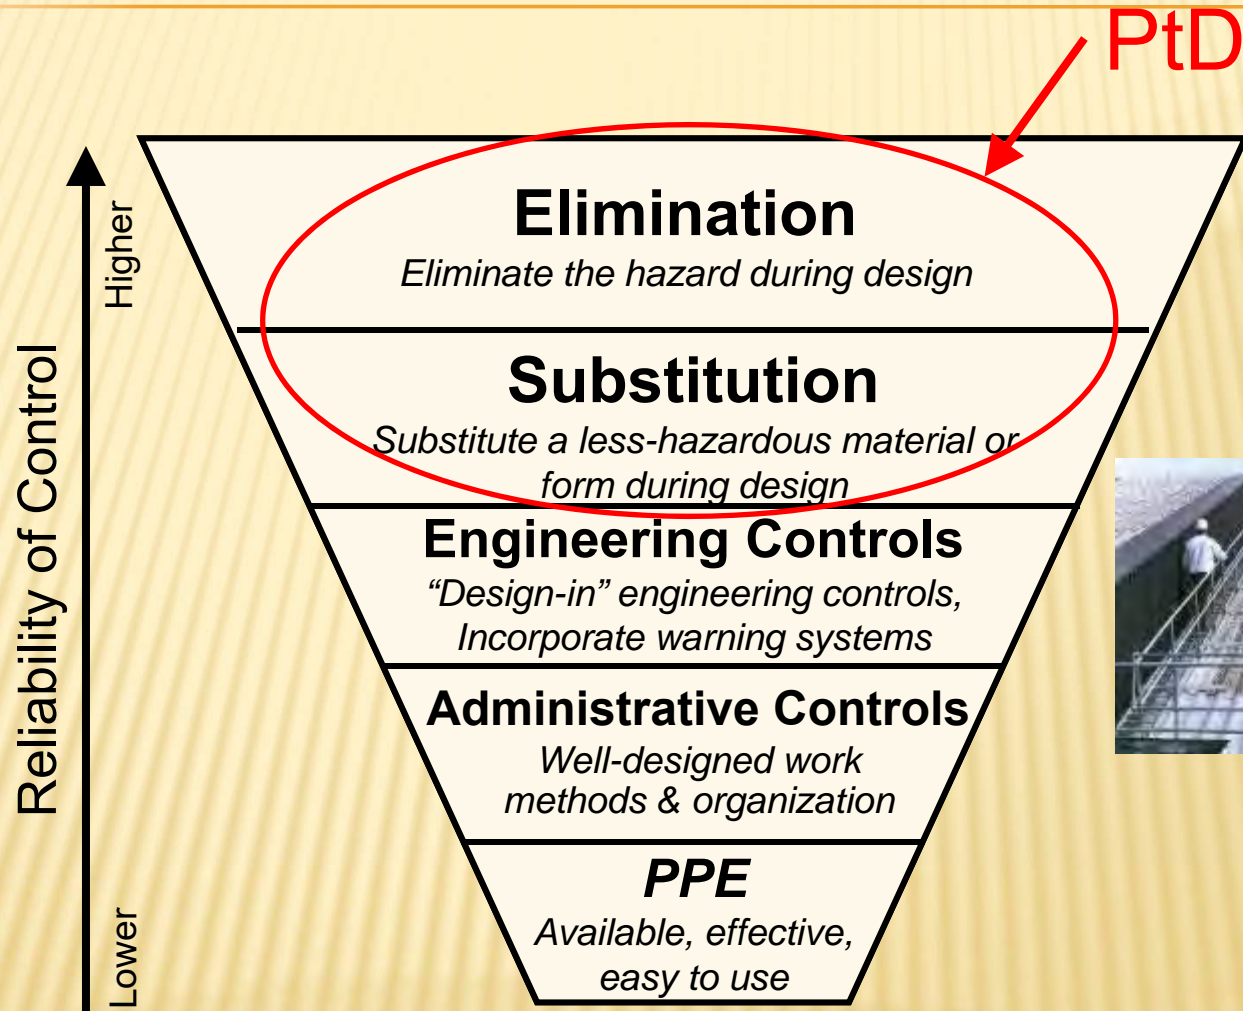 PtD
Reliability of Control
Higher
Lower
Elimination
Eliminate the hazard during design
Substitution
Substitute a less-hazardous material or
form during design
Engineering Controls
“Design-in” engineering controls,
Incorporate warning systems
Administrative Controls
Well-designed work
methods & organization
PPE
Available, effective,
easy to use